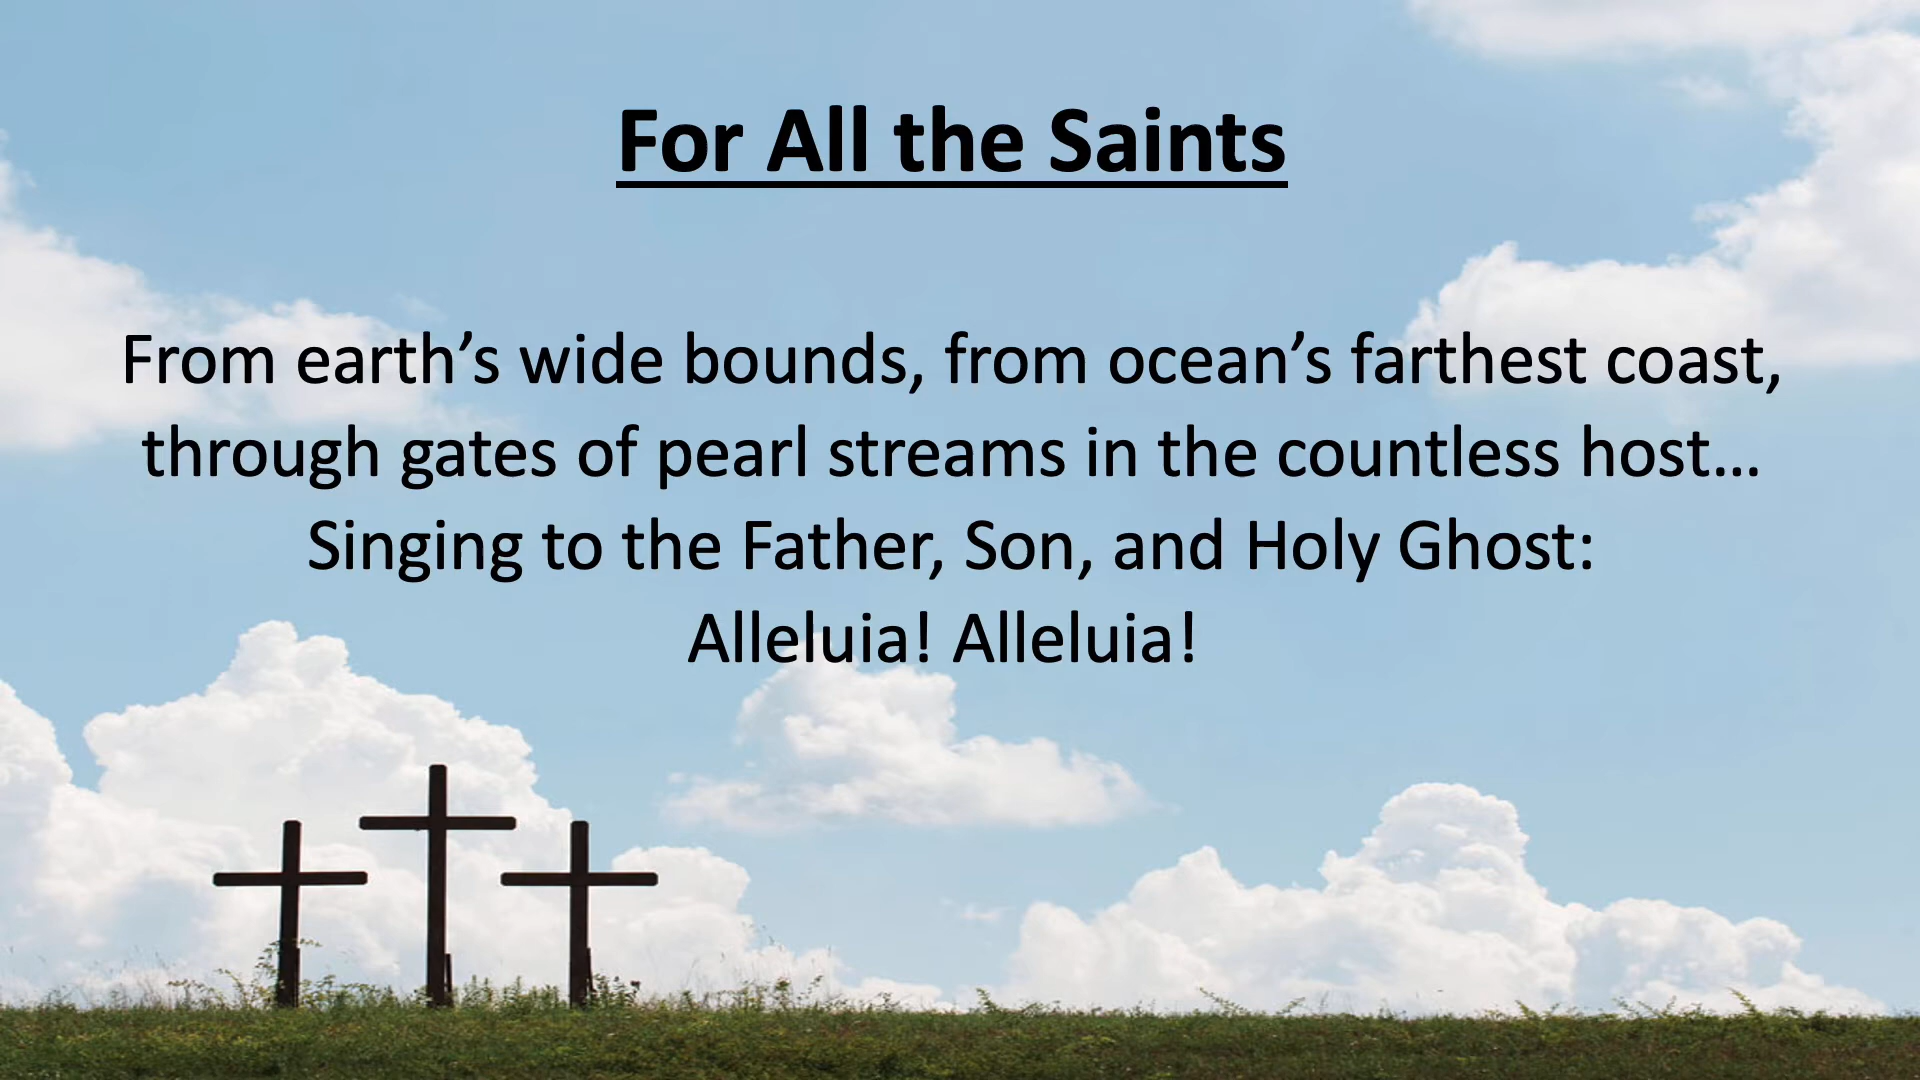 For All the Saints
From earth’s wide bounds, from ocean’s farthest coast,
through gates of pearl streams in the countless host…
Singing to the Father, Son, and Holy Ghost:
Alleluia! Alleluia!